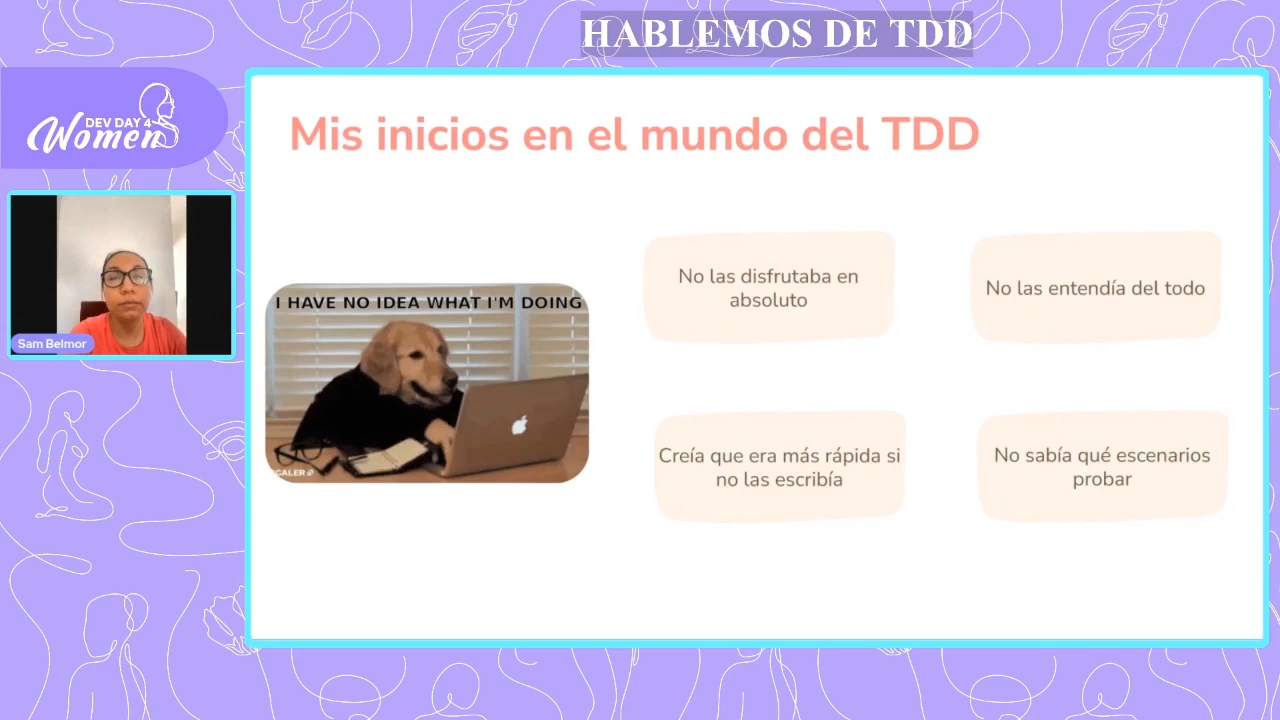 HABLEMOS DE TDD
DEV DAY 4
Women
Sam Belmor
Mis inicios en el mundo del TDD
I HAVE NO IDEA WHAT I'M DOING
No las disfrutaba en
absoluto
No las entendía del todo
Creía que era más rápida si
no las escribía
No sabía qué escenarios
probar